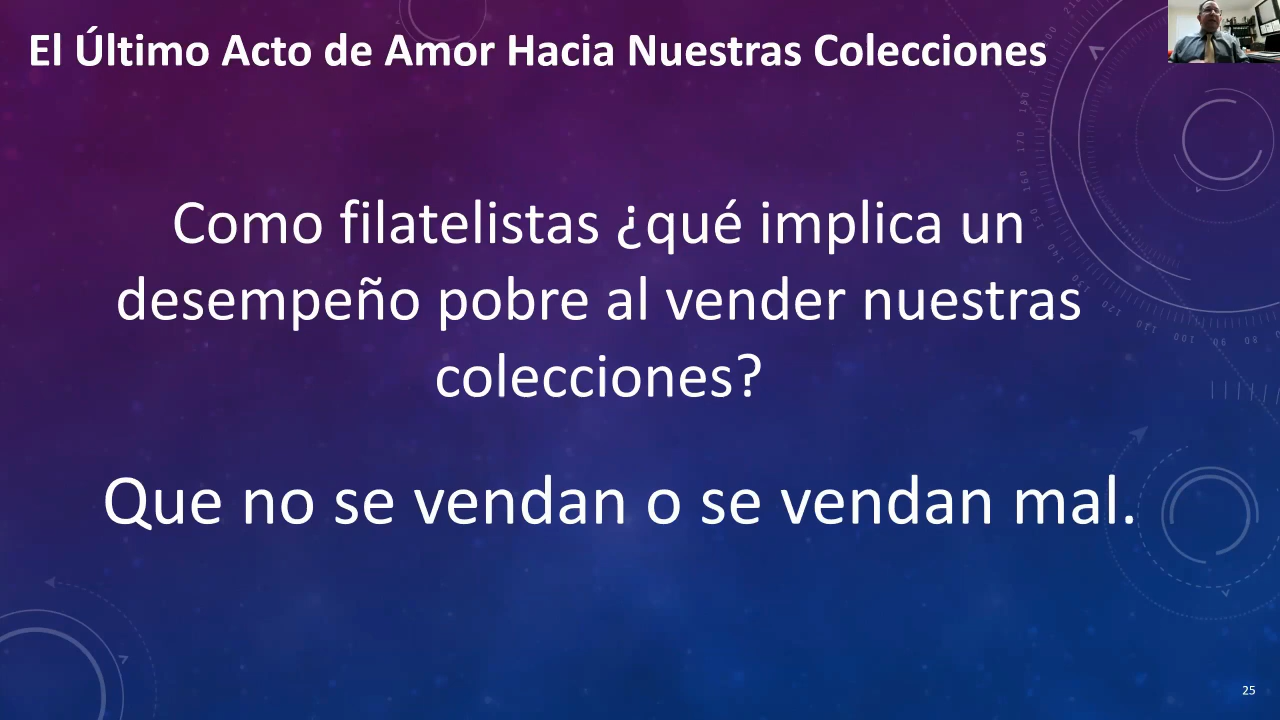 El Último Acto de Amor Hacia Nuestras Colecciones
Como filatelistas ¿qué implica un
desempeño pobre al vender nuestras
colecciones?
Que no se vendan o se vendan mal.
25